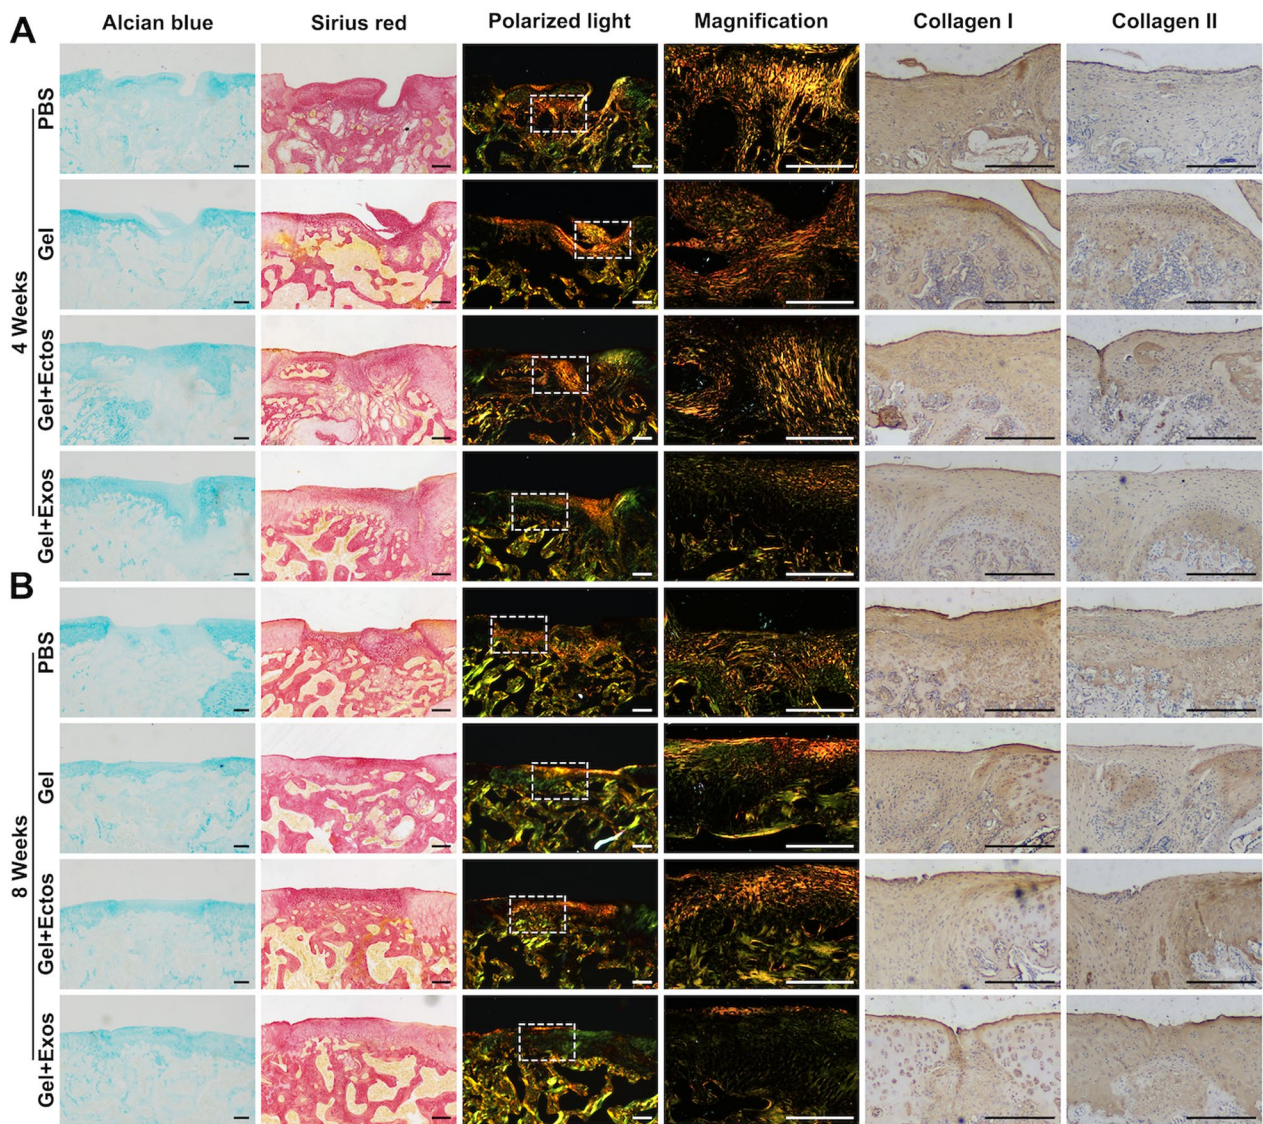 A
Alcian blue
Sirius red
Polarized light
Magnification
Collagen I
Collagen II
4 Weeks
PBS
Gel
Gel+Ectos
Gel+Exos
B
8 Weeks
PBS
Gel
Gel+Ectos
Gel+Exos